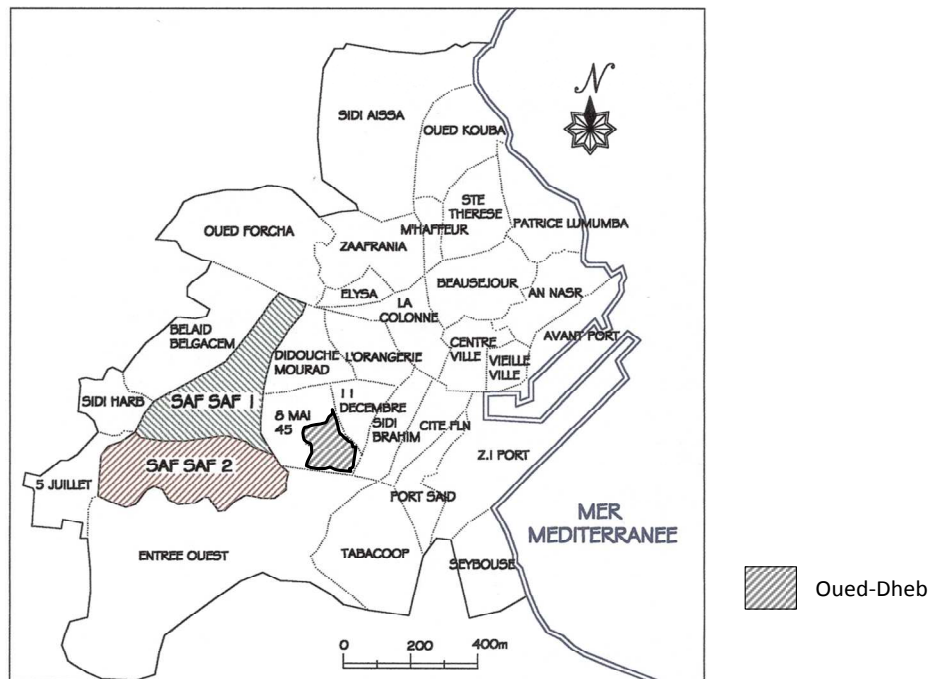 N
SIDI AISSA
OUED KOUBA
STE
THERESE
OUED FORCHA
M'HAFFEUR
PATRICE LUMUMBA
ZAAFRANIA
BEAUSEJOUR
ELYSA
AN NASR
LA
COLONNE
BELAID
BELGACEM
AVANT PORT
CENTRE
VILLE
DIDOUCHE
MOURAD
L'ORANGERIE
VIEILLE
VILLE
SIDI HARB
SAF SAF 1
11
DECEMBRE
8 MAI
45
SIDI
BRAHIM
CITE FLN
Z.I PORT
SAF SAF 2
5 JUILLET
PORT SAID
MER
MEDITERRANEE
ENTREE OUEST
TABACOOP
SEYBOUSE
Oued-Dheb
0 200 400m